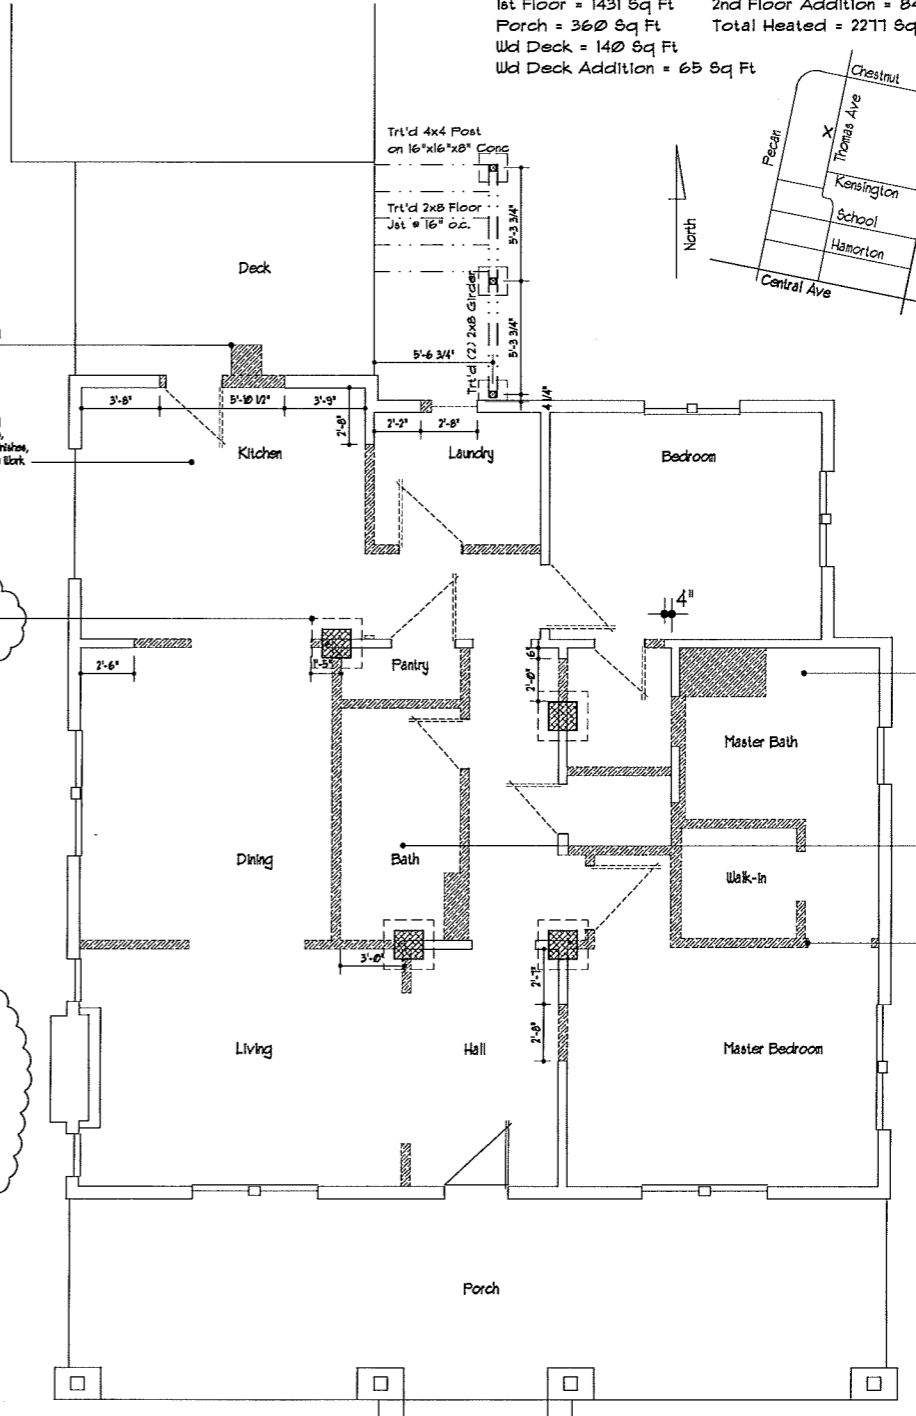 1st Floor = 1431 Sq Ft
2nd Floor Addition = 84
Porch = 360 Sq Ft
Total Heated = 2277 Sq
Wd Deck = 140 Sq Ft
Wd Deck Addition = 65 Sq Ft
Chestnut
Thomas Ave
X
Pecan
Kensington
School
Hamorton
Central Ave
North
Trt'd 4x4 Post
on 16"x16"x8" Conc
Trt'd 2x8 Floor
Jst @ 16" o.c.
5'-3 3/4"
Deck
Trt'd (2) 2x8 Girder
5'-3 3/4"
5'-6 3/4"
4 1/4"
3'-8"
5'-10 1/2"
3'-9"
2'-8"
2'-2"
2'-8"
Kitchen
Laundry
Bedroom
Work
4"
2'-6"
1'-5"
Pantry
6"
2'-0"
Master Bath
Dining
Bath
Walk-in
3'-0"
2'-7"
2'-8"
Living
Hall
Master Bedroom
Porch